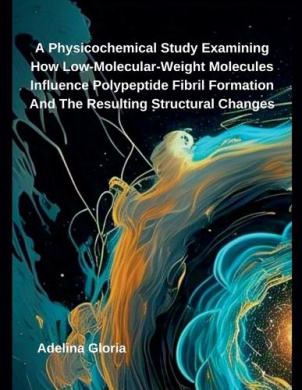 A Physicochemical Study Examining
How Low-Molecular-Weight Molecules
Influence Polypeptide Fibril Formation
And The Resulting Structural Changes
Adelina Gloria